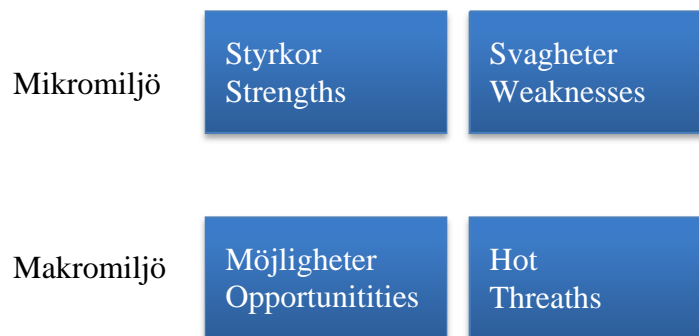 Mikromiljö
Styrkor
Strengths
Svagheter
Weaknesses
Makromiljö
Möjligheter
Opportunitities
Hot
Threaths